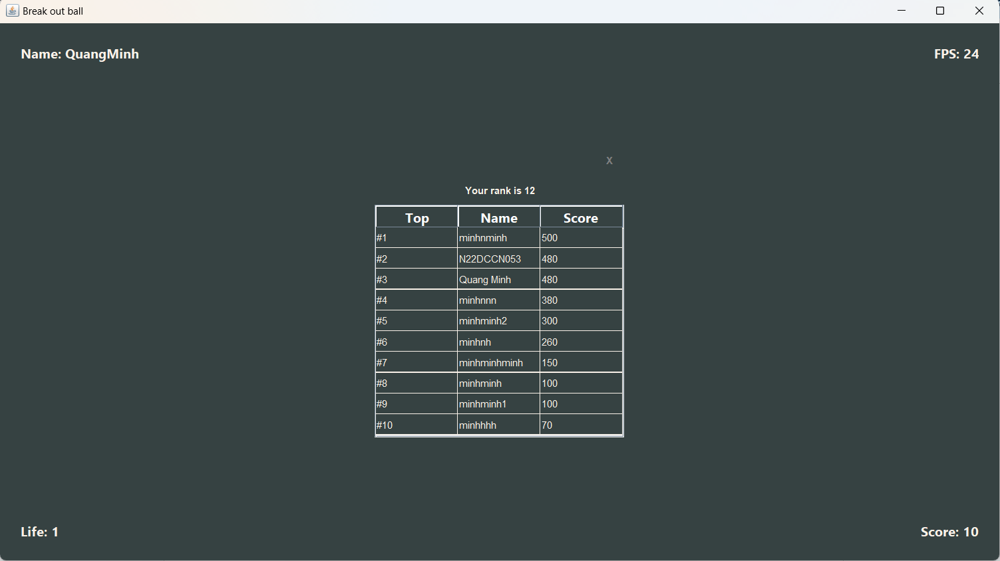 Break out ball
Name: QuangMinh
FPS: 24
X
Your rank is 12
Top Name Score
#1 minhnminh 500
#2 N22DCCN053 480
#3 Quang Minh 480
#4 minhnnn 380
#5 minhminh2 300
#6 minhnh 260
#7 minhminhminh 150
#8 minhminh 100
#9 minhminh1 100
#10 minhhhh 70
Life: 1
Score: 10